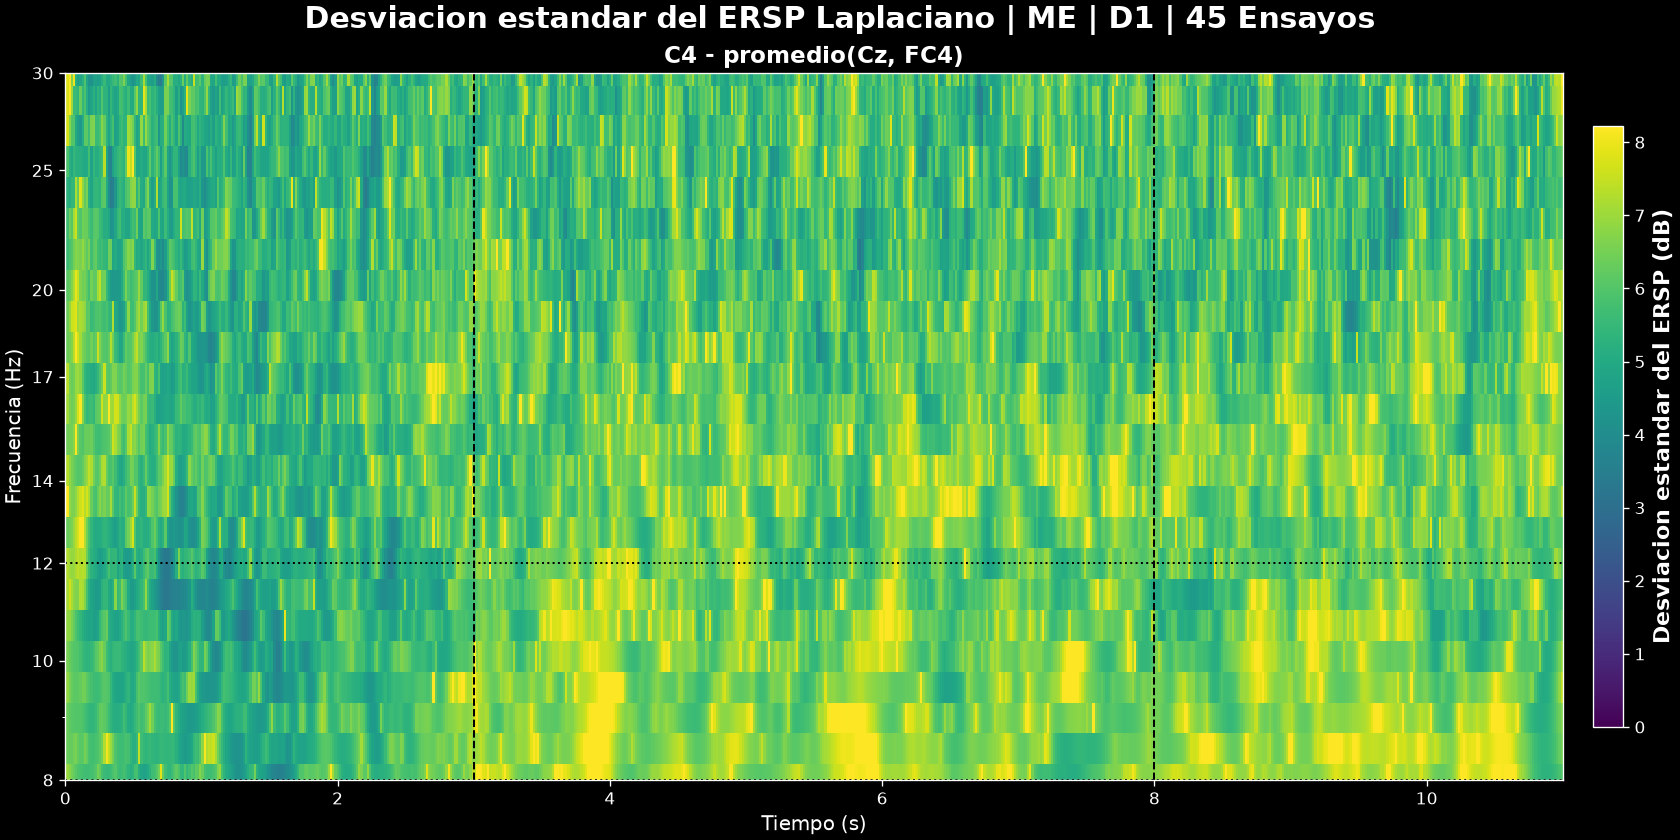 Desviacion estandar del ERSP Laplaciano | ME | D1 | 45 Ensayos
C4 - promedio(Cz, FC4)
Frecuencia (Hz)
30
25
20
17
14
12
10
8
0 2 4 6 8 10
Tiempo (s)
8
7
6
5
4
3
2
1
0
Desviacion estandar del ERSP (dB)